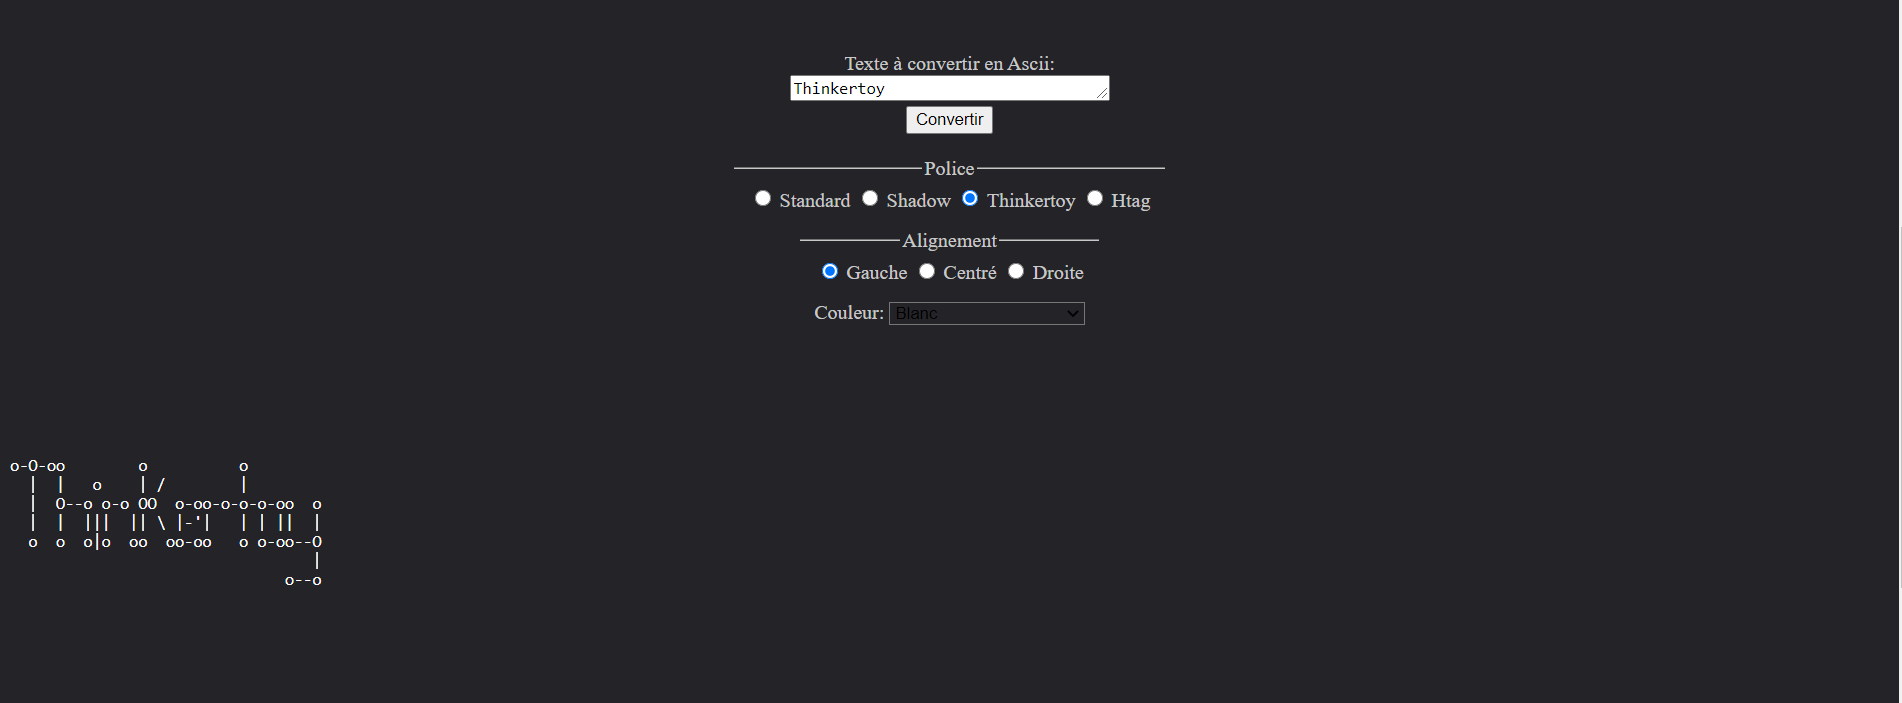 Texte à convertir en Ascii:
Thinkertoy
Convertir
Police
Standard Shadow Thinkertoy Htag
Alignement
Gauche Centré Droite
Couleur: Blanc
o-O-oo        o          o
  |  |   o    | /        |
  |  O--o o-o OO  o-oo-o-o-o-oo  o
  |  |  |||  || \ |-'|   | | ||  |
  o  o  o|o  oo  oo-oo   o o-oo--O
                                 |
                              o--o